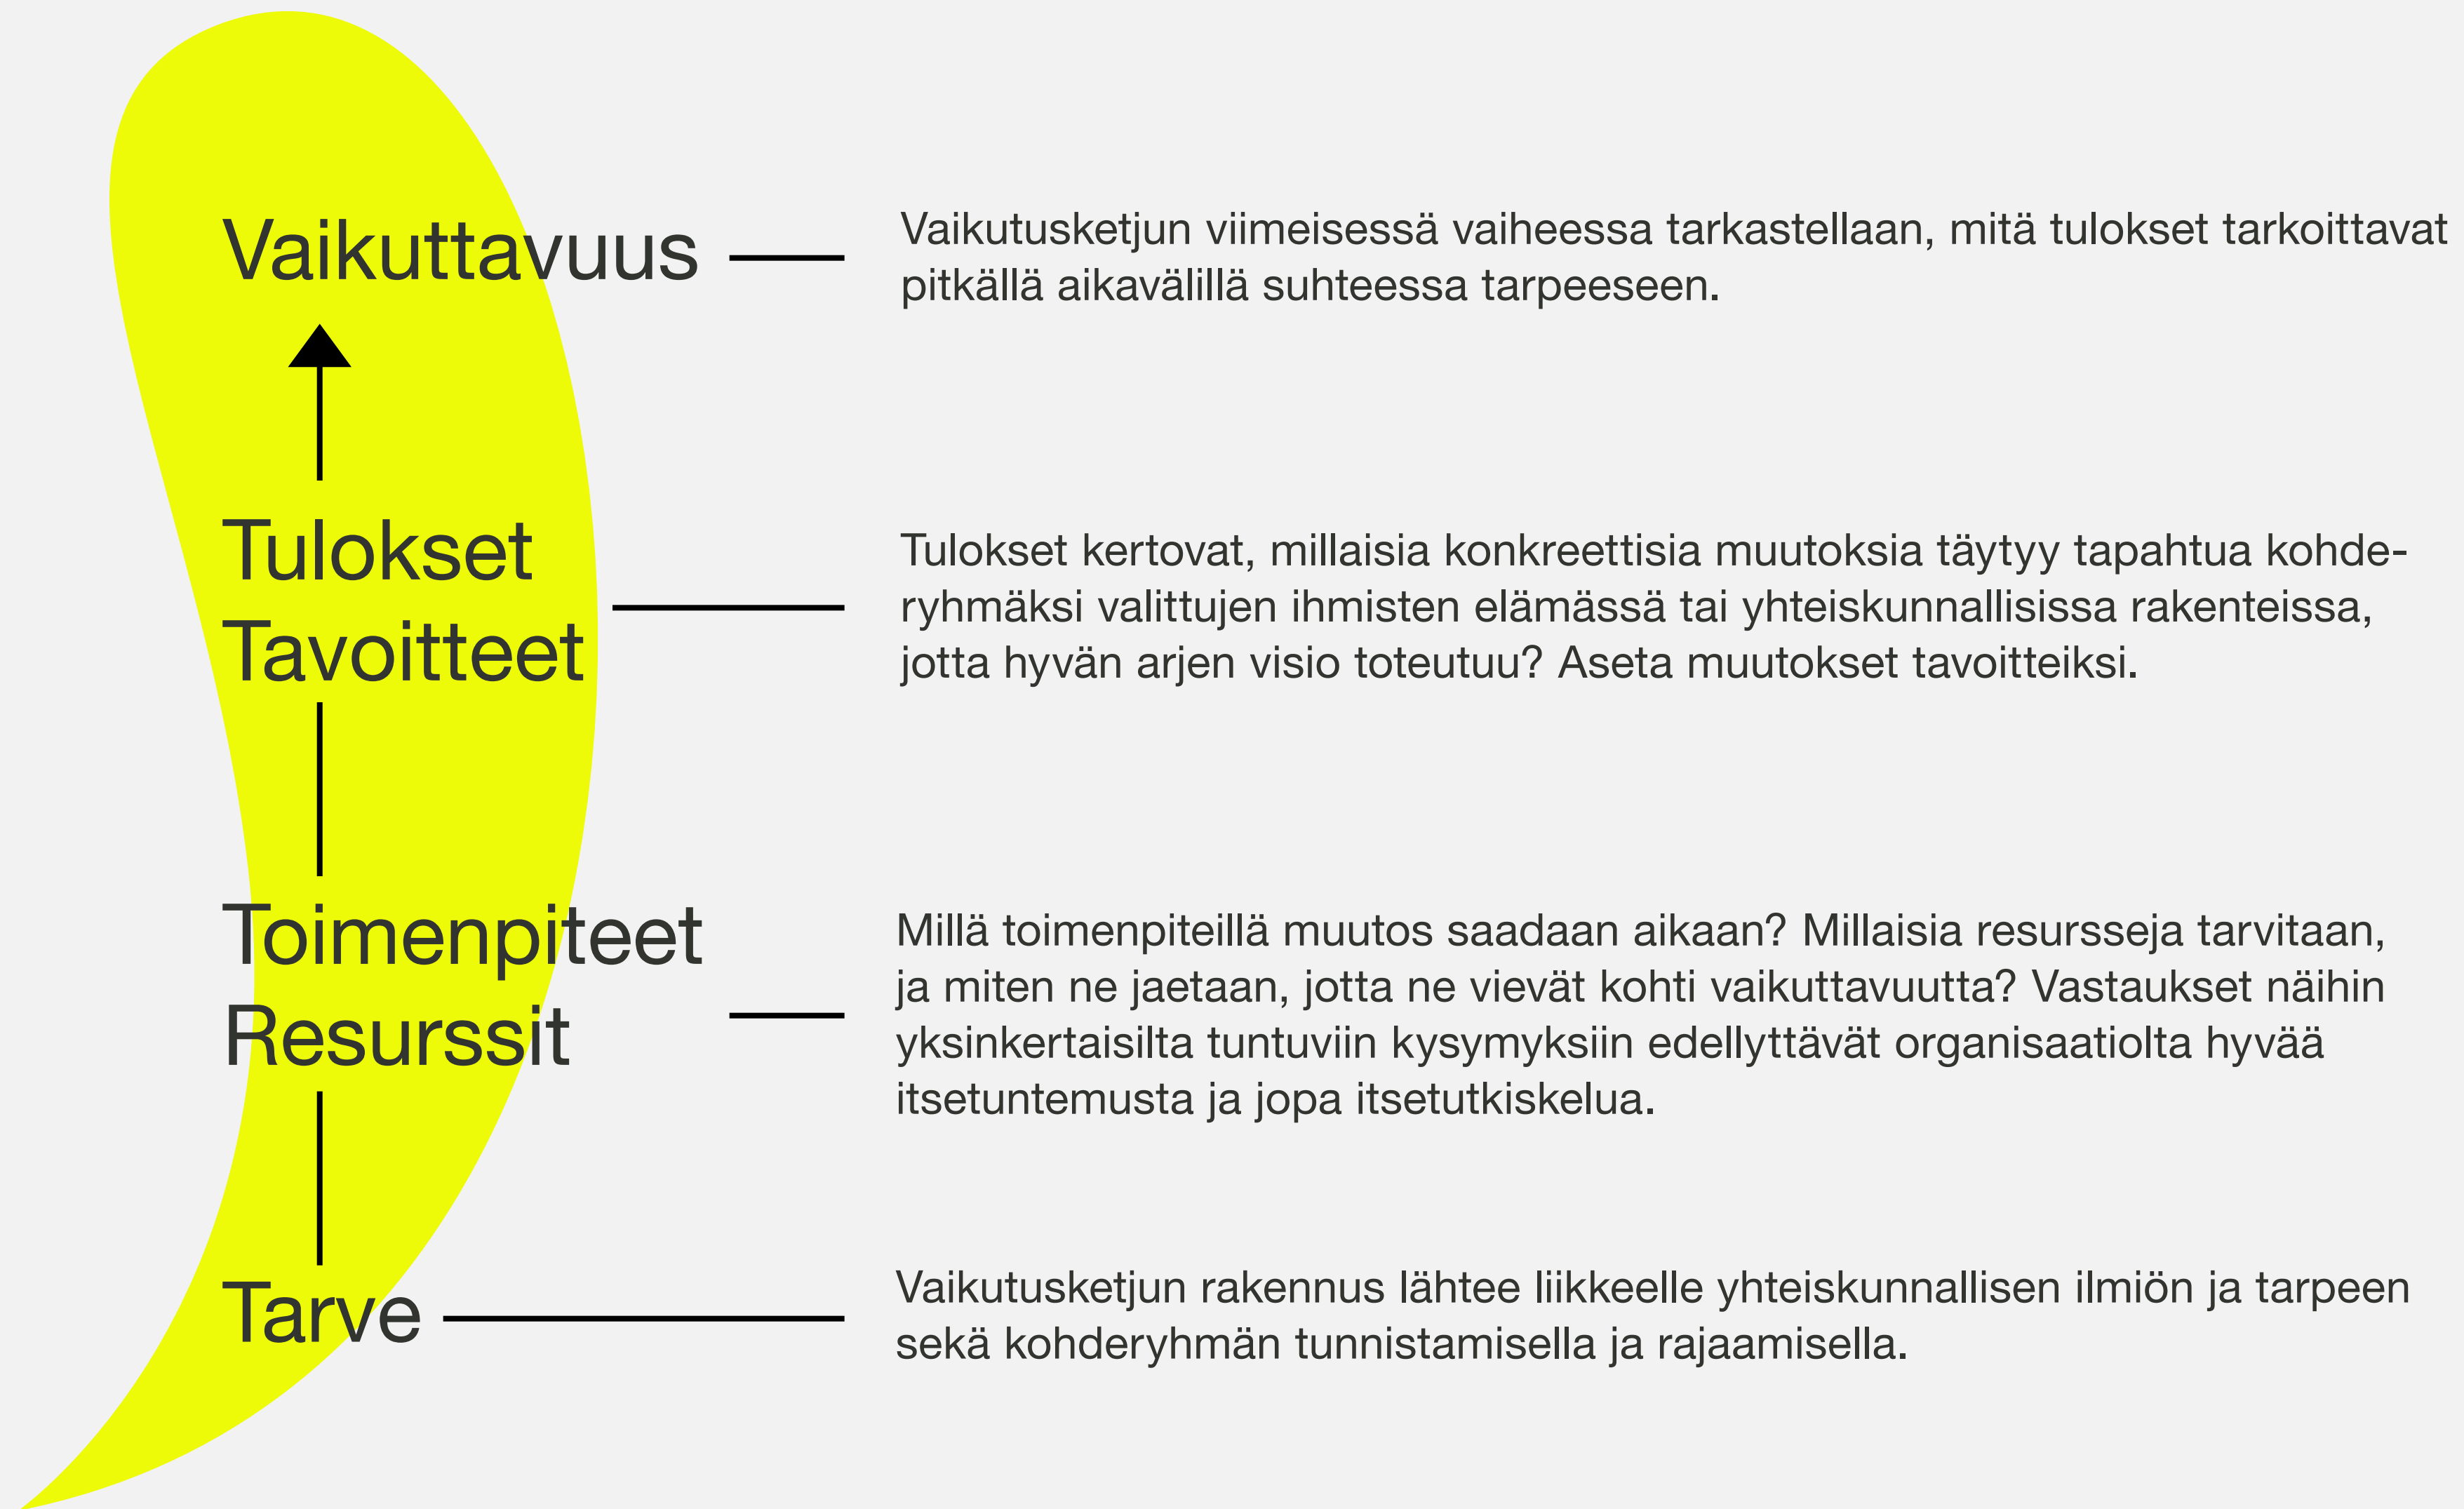 Vaikuttavuus
Vaikutusketjun viimeisessä vaiheessa tarkastellaan, mitä tulokset tarkoittavat
pitkällä aikavälillä suhteessa tarpeeseen.
Tulokset
Tavoitteet
Tulokset kertovat, millaisia konkreettisia muutoksia täytyy tapahtua kohde-
ryhmäksi valittujen ihmisten elämässä tai yhteiskunnallisissa rakenteissa,
jotta hyvän arjen visio toteutuu? Aseta muutokset tavoitteiksi.
Toimenpiteet
Resurssit
Millä toimenpiteillä muutos saadaan aikaan? Millaisia resursseja tarvitaan,
ja miten ne jaetaan, jotta ne vievät kohti vaikuttavuutta? Vastaukset näihin
yksinkertaisilta tuntuviin kysymyksiin edellyttävät organisaatiolta hyvää
itsetuntemusta ja jopa itsetutkiskelua.
Tarve
Vaikutusketjun rakennus lähtee liikkeelle yhteiskunnallisen ilmiön ja tarpeen
sekä kohderyhmän tunnistamisella ja rajaamisella.